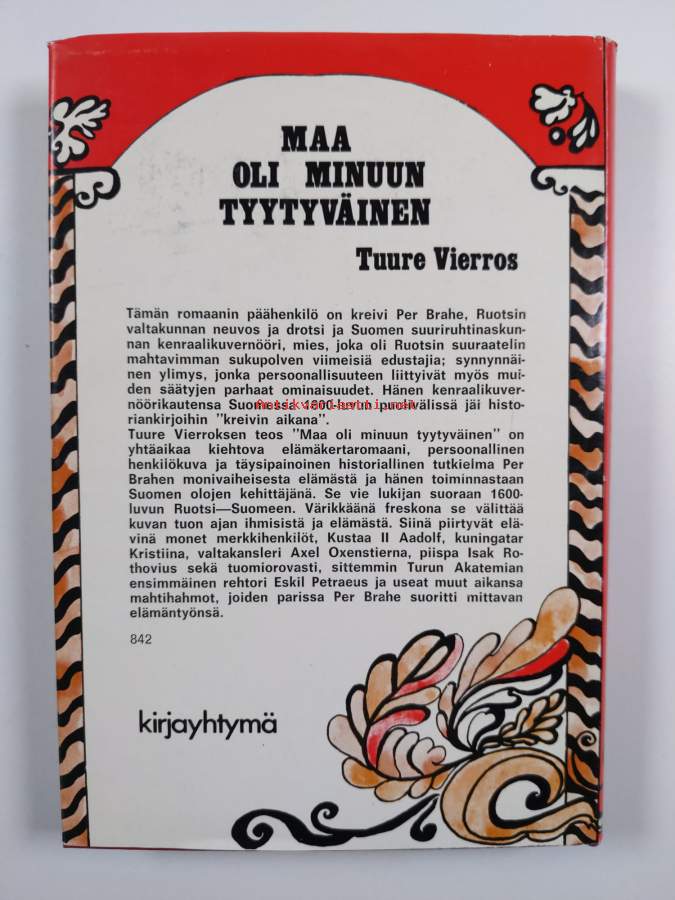 MAA
OLI MINUUN
TYYTYVÄINEN
Tuure Vierros
Tämän romaanin päähenkilö on kreivi Per Brahe, Ruotsin
valtakunnan neuvos ja drotsi ja Suomen suuriruhtinaskun-
nan kenraalikuvernööri, mies, joka oli Ruotsin suuraatelin
mahtavimman sukupolven viimeisiä edustajia; synnynnäi-
nen ylimys, jonka persoonallisuuteen liittyivät myös mui-
den säätyjen parhaat ominaisuudet. Hänen kenraalikuver-
nöörikautensa Suomessa 1600-luvun puolivälissä jäi histo-
riankirjoihin "kreivin aikana".
Tuure Vierroksen teos "Maa oli minuun tyytyväinen" on
yhtäaikaa kiehtova elämäkertaromaani, persoonallinen
henkilökuva ja täysipainoinen historiallinen tutkielma Per
Brahen monivaiheisesta elämästä ja hänen toiminnastaan
Suomen olojen kehittäjänä. Se vie lukijan suoraan 1600-
luvun Ruotsi—Suomeen. Värikkäänä freskona se välittää
kuvan tuon ajan ihmisistä ja elämästä. Siinä piirtyvät elä-
vinä monet merkkihenkilöt, Kustaa II Aadolf, kuningatar
Kristiina, valtakansleri Axel Oxenstierna, piispa Isak Ro-
thovius sekä tuomiorovasti, sittemmin Turun Akatemian
ensimmäinen rehtori Eskil Petraeus ja useat muut aikansa
mahtihahmot, joiden parissa Per Brahe suoritti mittavan
elämäntyönsä.
842
kirjayhtymä